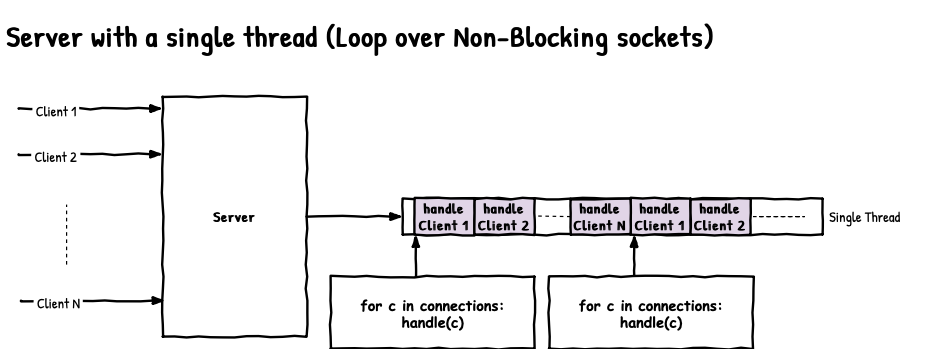 Server with a single thread (Loop over Non-Blocking sockets)
Client 1
Client 2
Client N
Server
handle
Client 1
handle
Client 2
handle
Client N
handle
Client 1
handle
Client 2
Single Thread
for c in connections:
handle(c)
for c in connections:
handle(c)